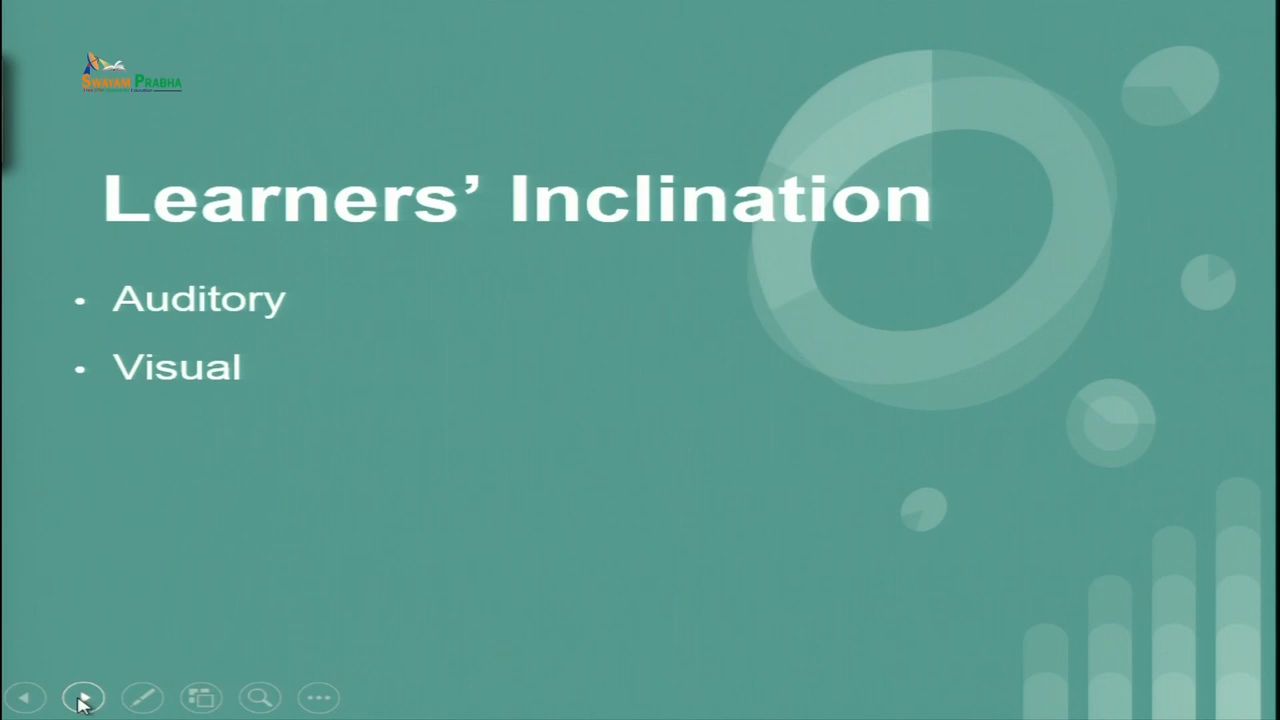 SWAYAM PRABHA
Learners’ Inclination
• Auditory
• Visual